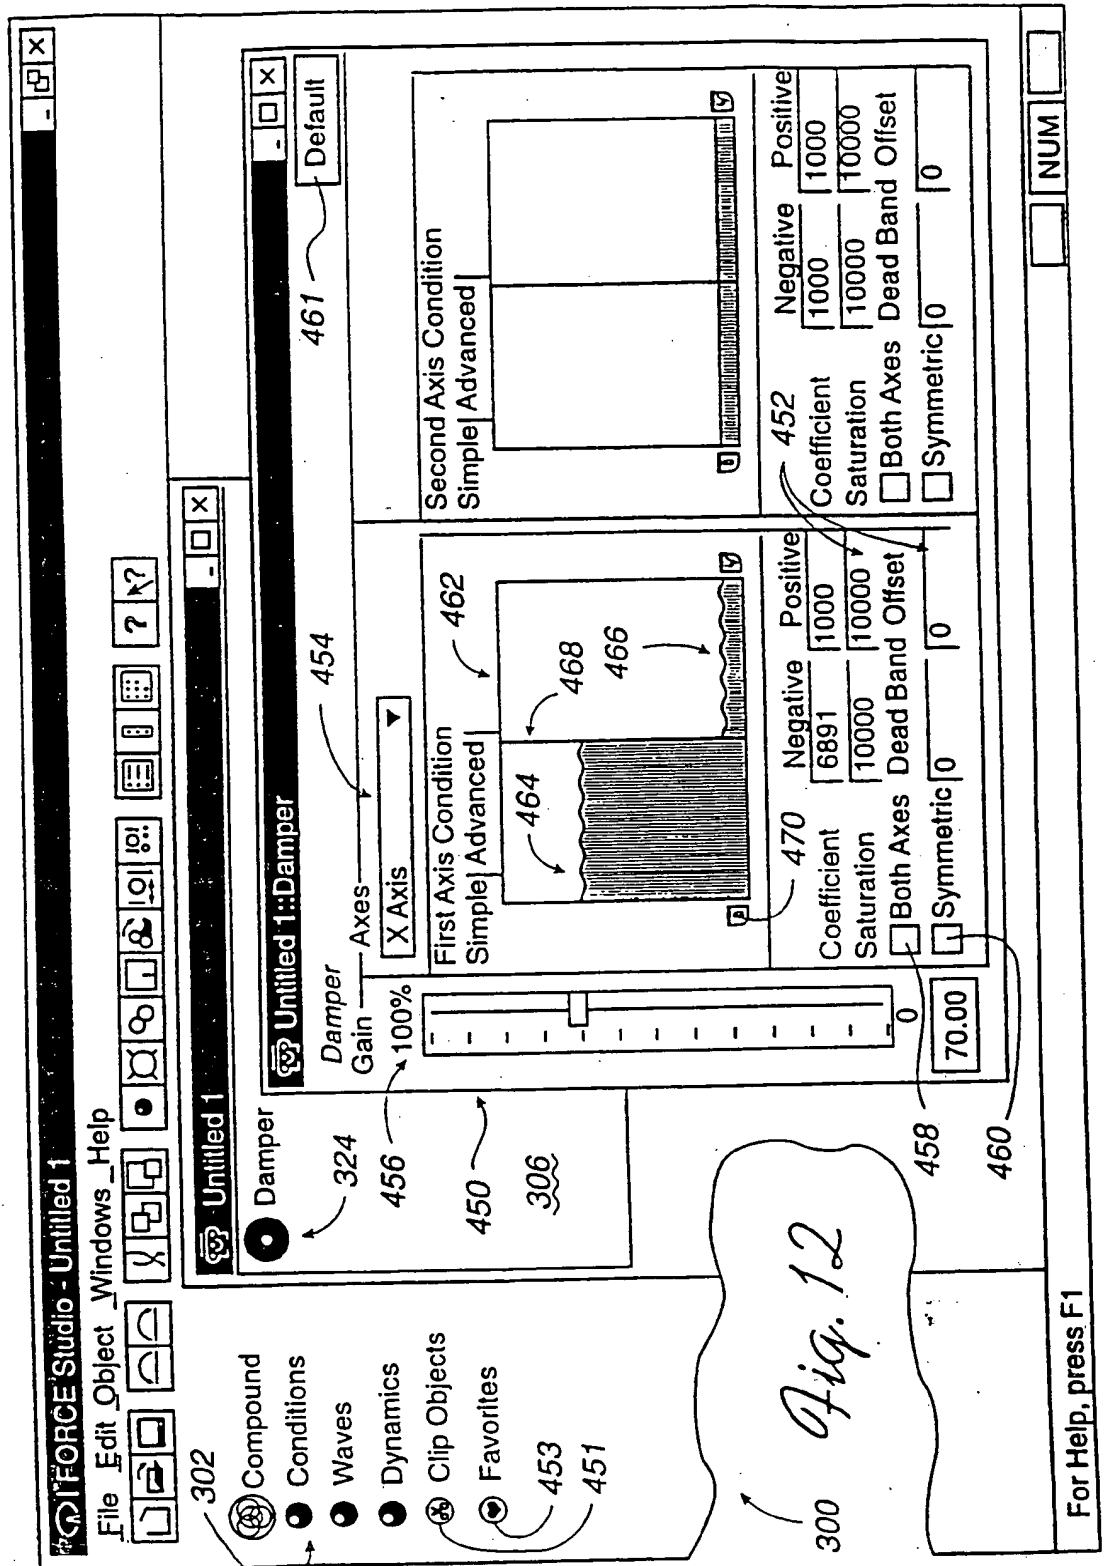 I FORCE Studio - Untitled 1
File Edit Object Windows Help
302
Compound
Conditions
Waves
Dynamics
Clip Objects
Favorites
453
451
300
Fig. 12
Untitled 1
Damper
324
456
450
306
Untitled 1::Damper
461
Default
Damper
Gain
Axes
454
100%
X Axis
0
70.00
458
460
First Axis Condition
Simple Advanced
462
464
468
466
470
Negative Positive
Coefficient 6891 1000
Saturation 10000 10000
Both Axes Dead Band Offset
Symmetric 0 0
452
Second Axis Condition
Simple Advanced
Negative Positive
Coefficient 1000 1000
Saturation 10000 10000
Both Axes Dead Band Offset
Symmetric 0 0
For Help, press F1
NUM